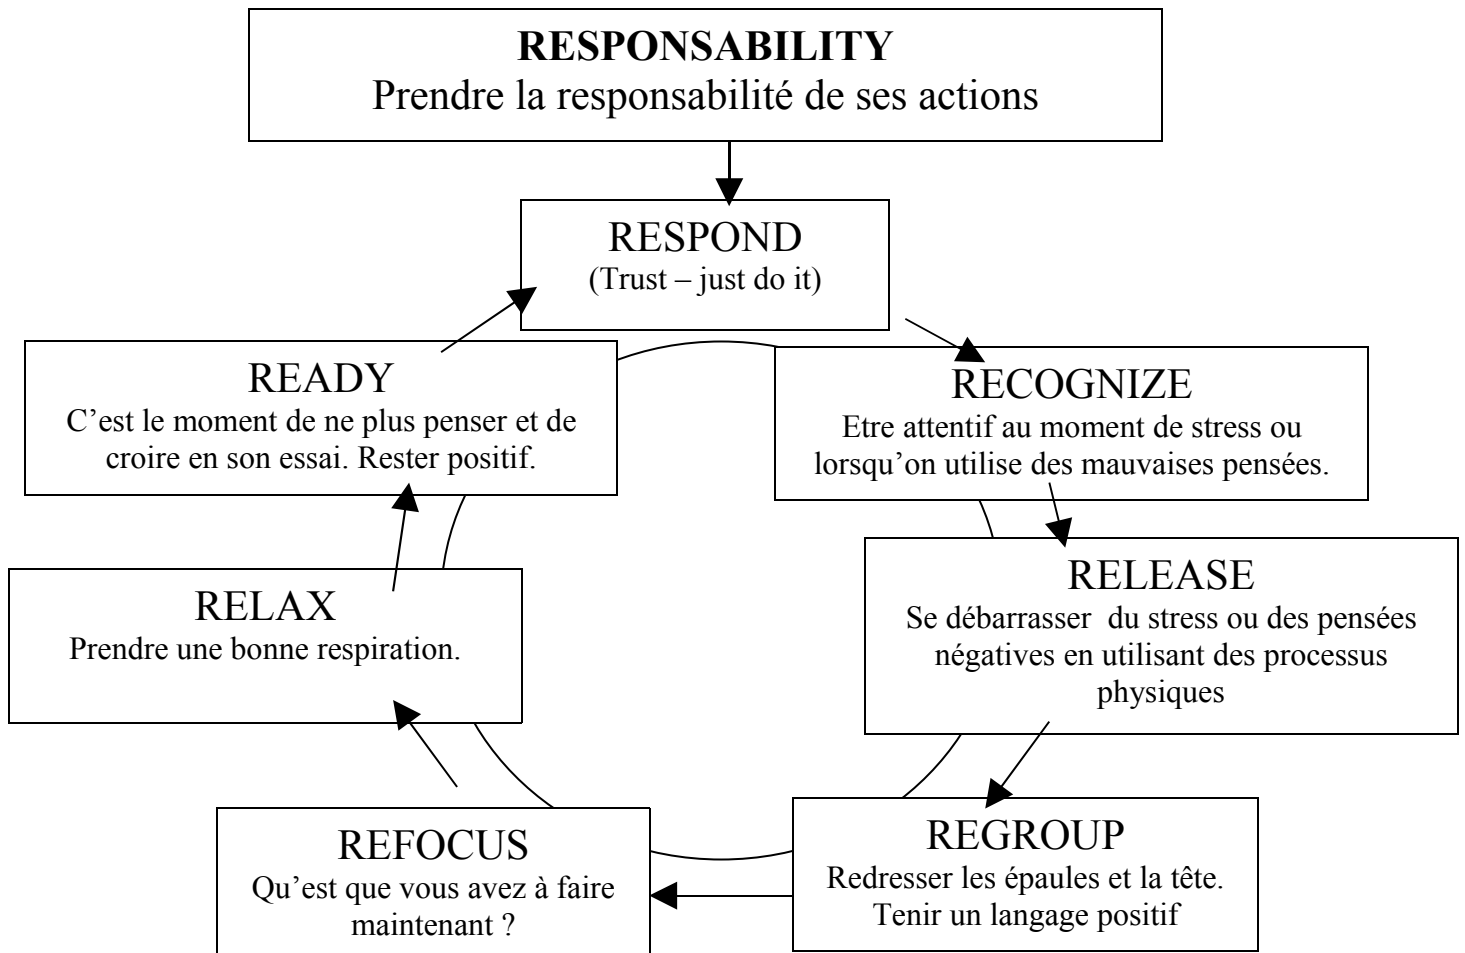 RESPONSABILITY
Prendre la responsabilité de ses actions
RESPOND
(Trust – just do it)
RECOGNIZE
Etre attentif au moment de stress ou
lorsqu’on utilise des mauvaises pensées.
RELEASE
Se débarrasser  du stress ou des pensées
négatives en utilisant des processus
physiques
REGROUP
Redresser les épaules et la tête.
Tenir un langage positif
REFOCUS
Qu’est que vous avez à faire
maintenant ?
RELAX
Prendre une bonne respiration.
READY
C’est le moment de ne plus penser et de
croire en son essai. Rester positif.